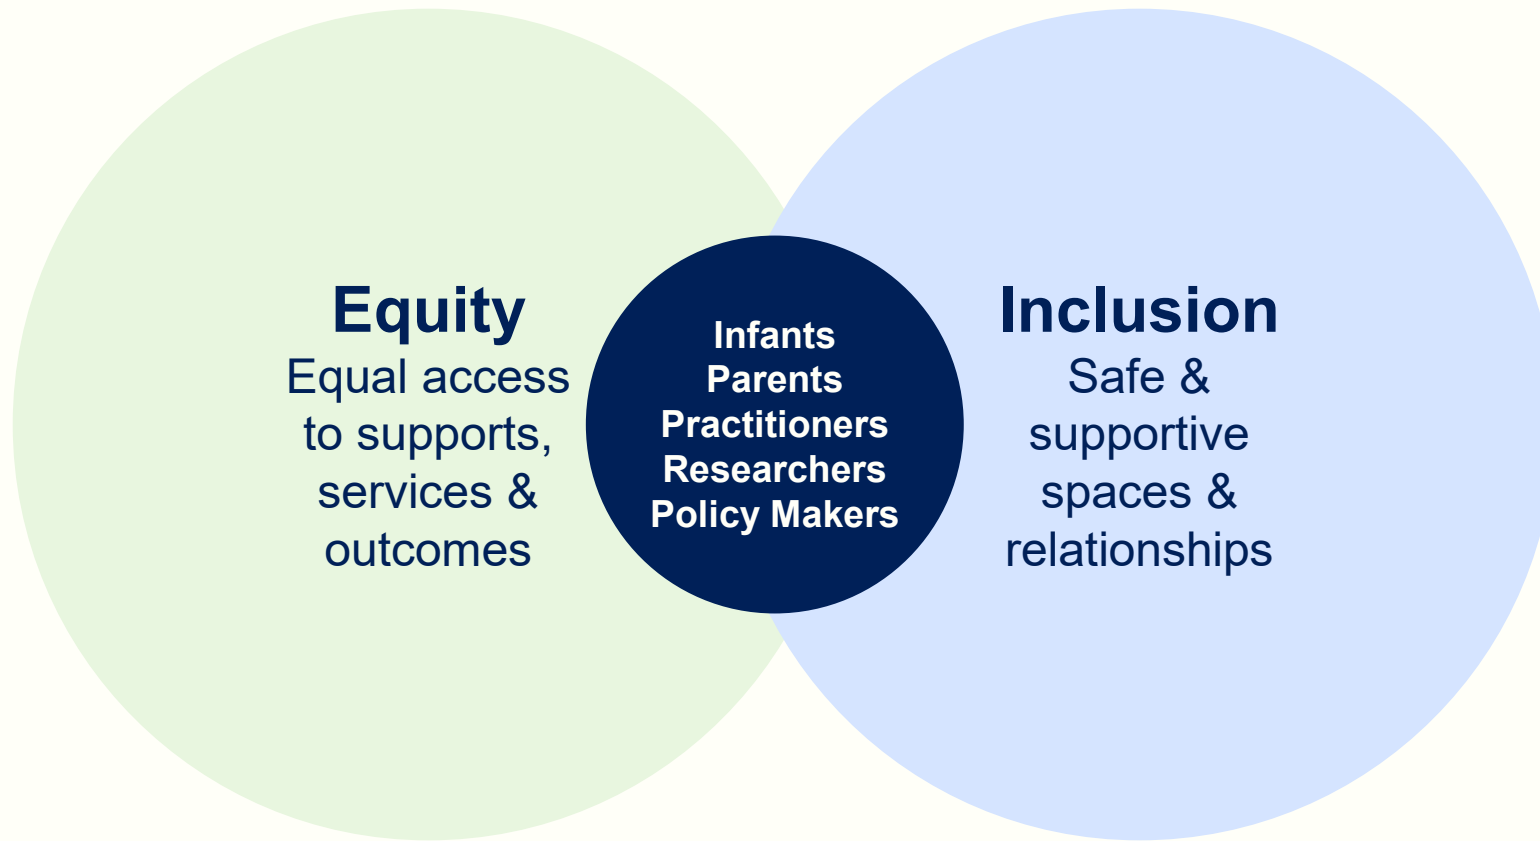 Equity
Equal access
to supports,
services &
outcomes
Infants
Parents
Practitioners
Researchers
Policy Makers
Inclusion
Safe &
supportive
spaces &
relationships